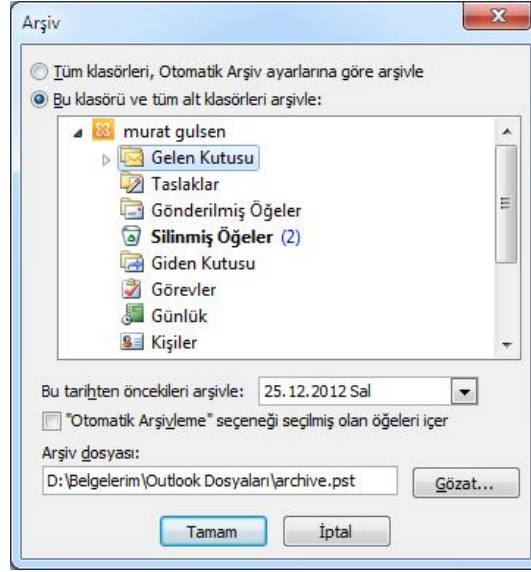 Arşiv
Tüm klasörleri, Otomatik Arşiv ayarlarına göre arşivle
Bu klasörü ve tüm alt klasörleri arşivle:
murat gulsen
Gelen Kutusu
Taslaklar
Gönderilmiş Öğeler
Silinmiş Öğeler (2)
Giden Kutusu
Görevler
Günlük
Kişiler
Bu tarihten öncekileri arşivle: 25.12.2012 Sal
"Otomatik Arşivleme" seçeneği seçilmiş olan öğeleri içer
Arşiv dosyası:
D:\Belgelerim\Outlook Dosyaları\archive.pst Gözat...
Tamam İptal